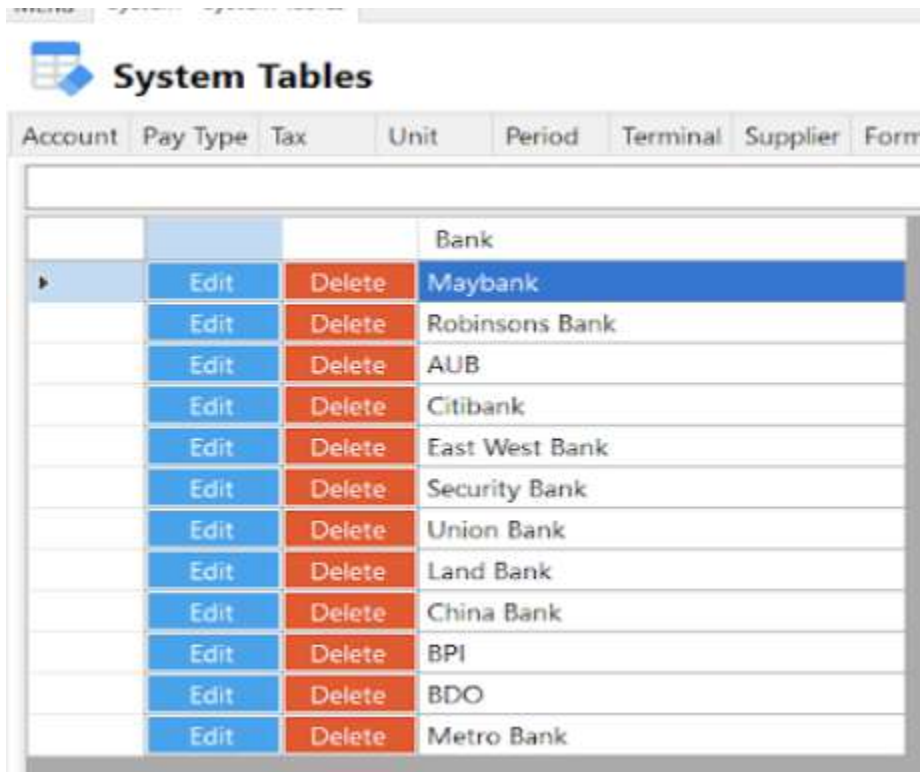 System Tables
Account Pay Type Tax Unit Period Terminal Supplier
Bank
Edit Delete Maybank
Edit Delete Robinsons Bank
Edit Delete AUB
Edit Delete Citibank
Edit Delete East West Bank
Edit Delete Security Bank
Edit Delete Union Bank
Edit Delete Land Bank
Edit Delete China Bank
Edit Delete BPI
Edit Delete BDO
Edit Delete Metro Bank